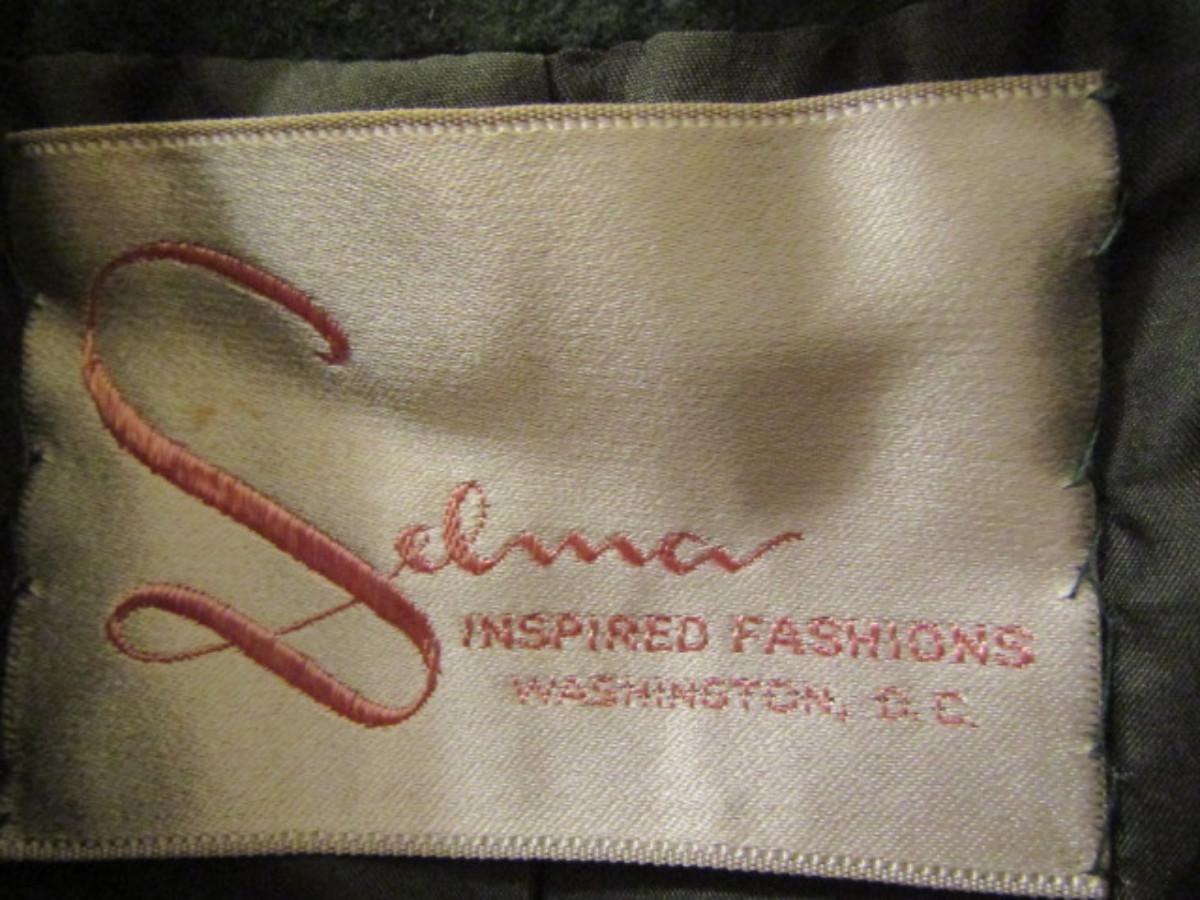 Selma
INSPIRED FASHIONS
WASHINGTON, D.C.